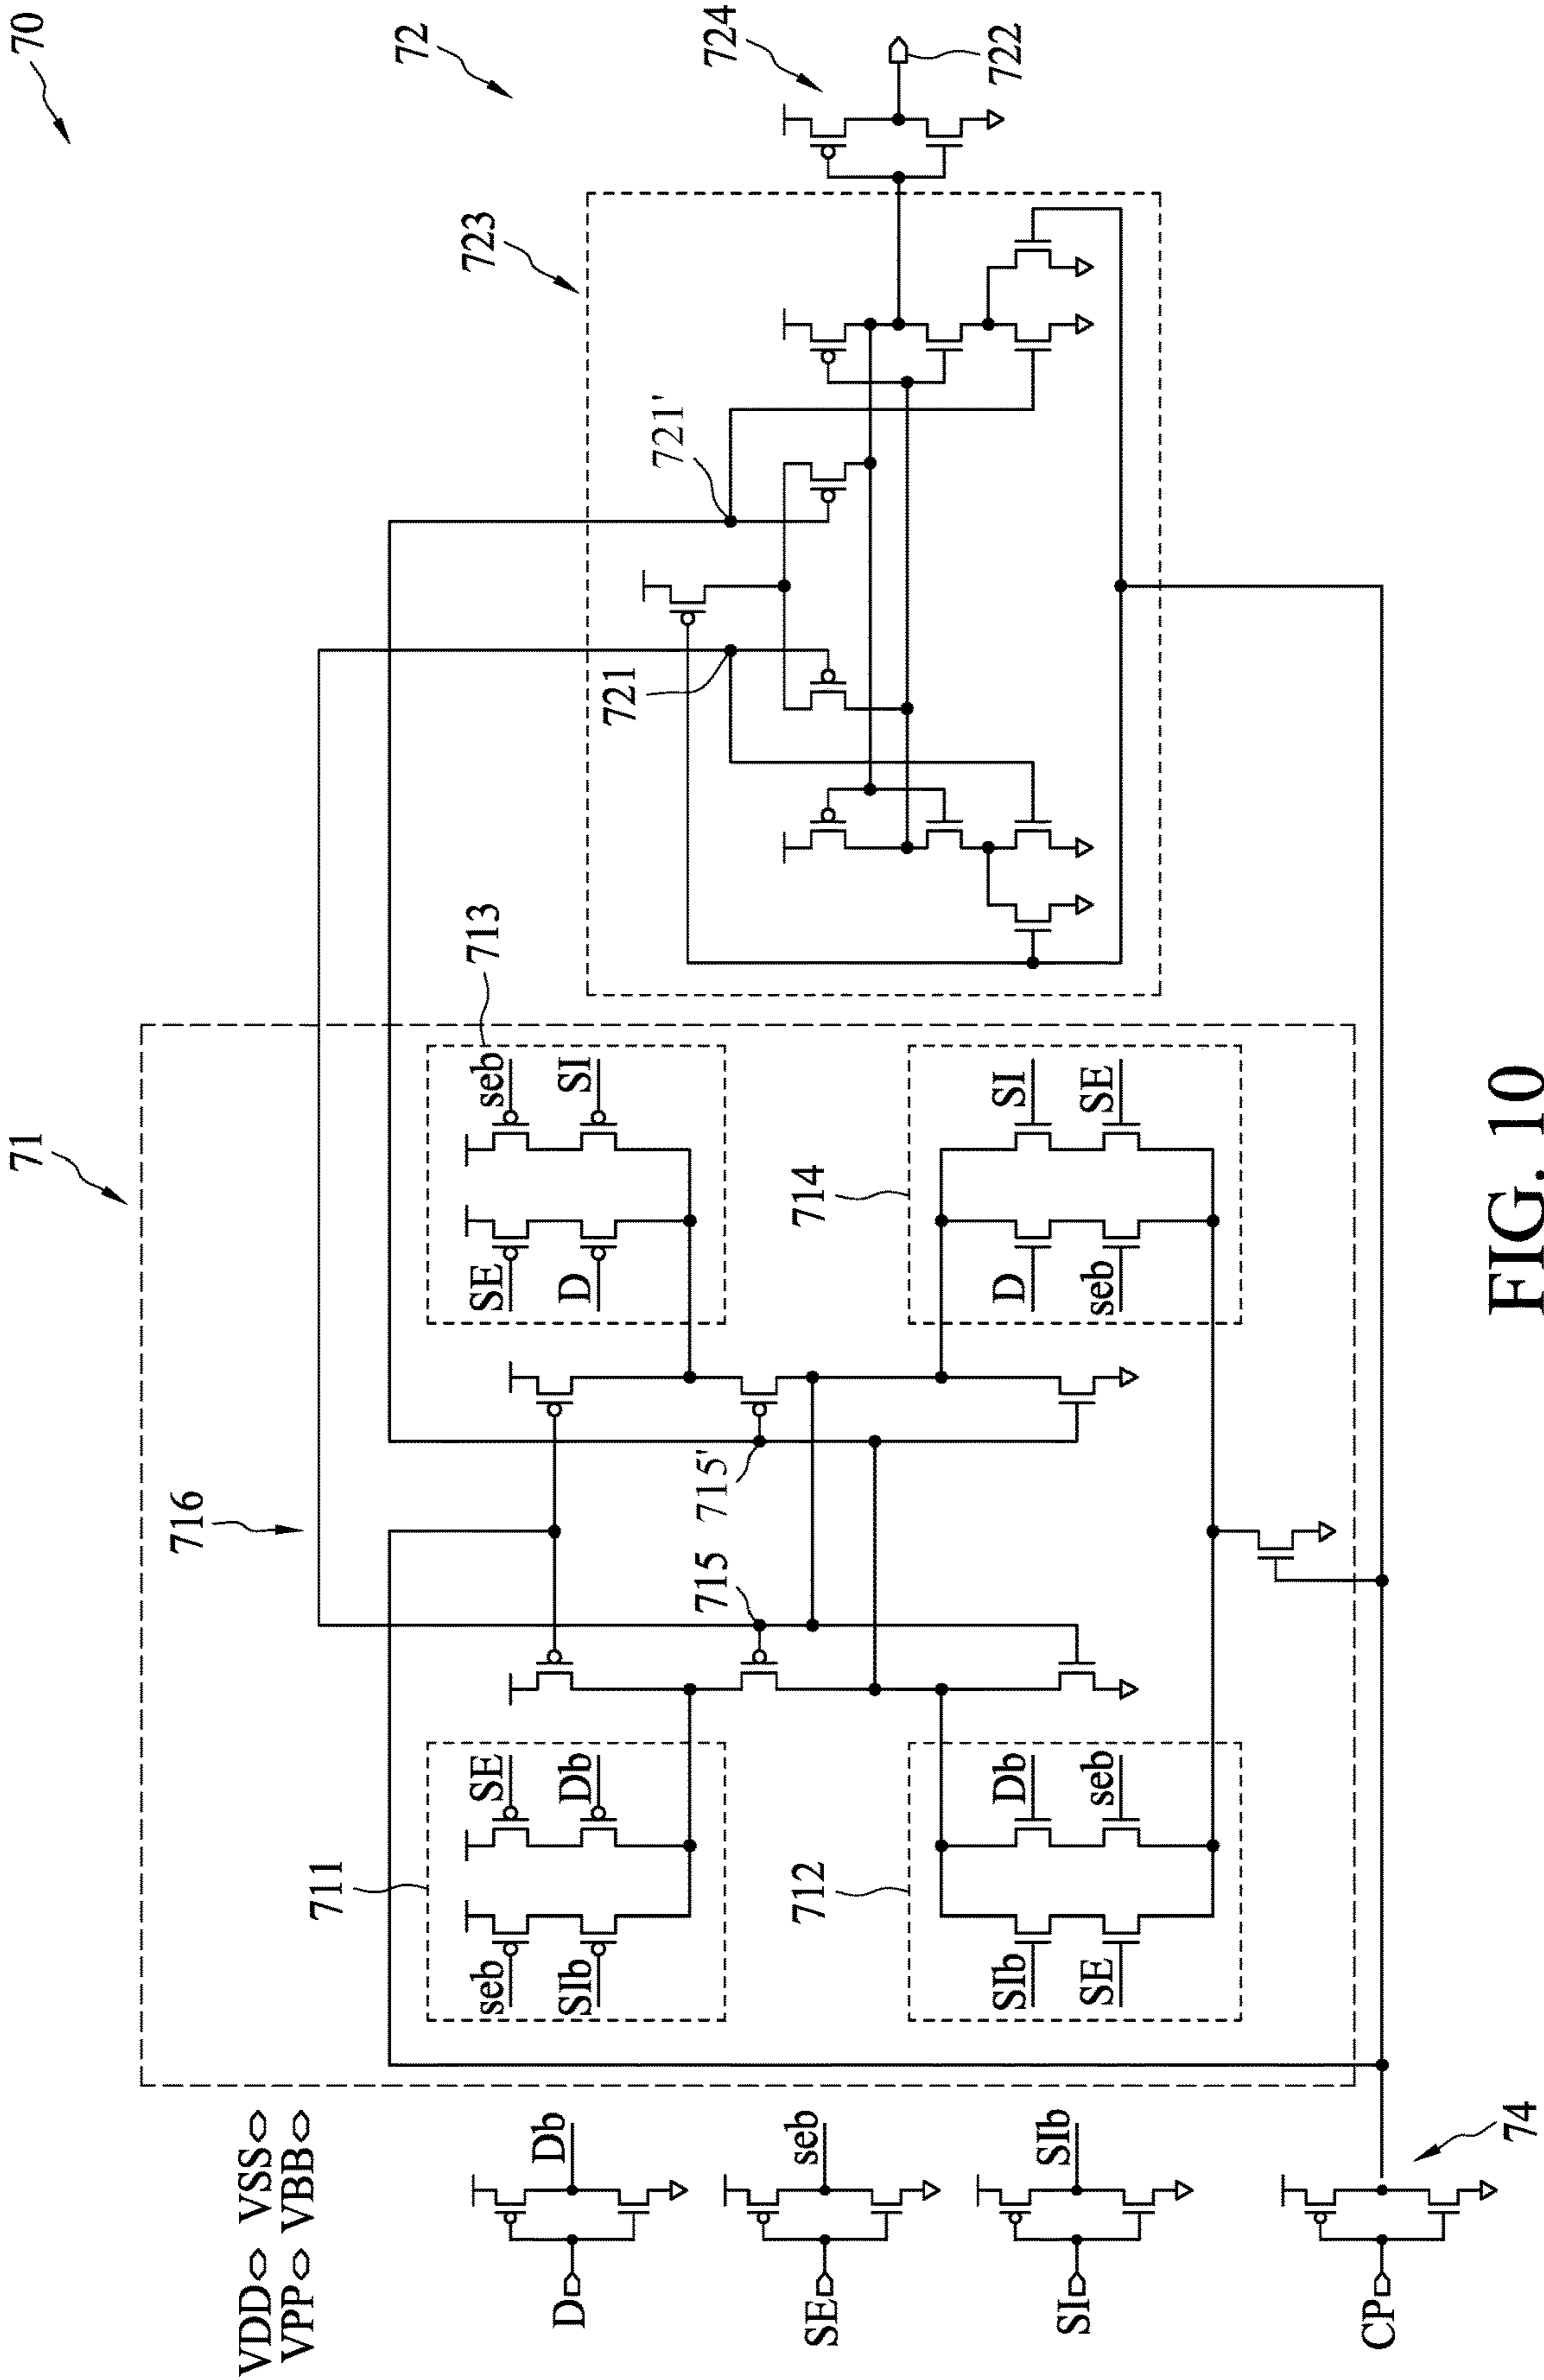 70
72
71
716
723
724
722
721'
721
713
seb
SI
SE
D
711
SE
Db
seb
SIb
715
715'
714
SI
SE
D
seb
712
Db
seb
SIb
SE
VDD VSS
VPP VBB
D
Db
SE
seb
SI
SIb
CP
74
FIG. 10